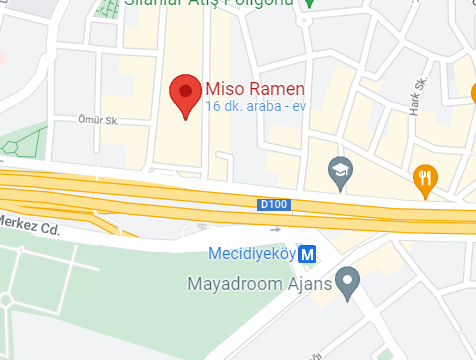 Silahlar Atış Poligonu
Miso Ramen
16 dk. araba - ev
Ömür Sk.
Hark Sk.
D100
Merkez Cd.
Mecidiyeköy M
Mayadroom Ajans